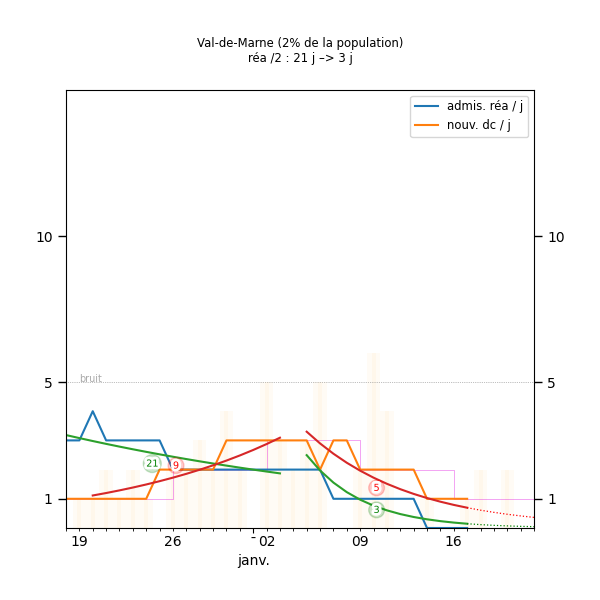 Val-de-Marne (2% de la population)
réa /2 : 21 j –> 3 j
admis. réa / j
nouv. dc / j
10
10
bruit
5
5
21
9
5
3
1
1
19
26
- 02
09
16
janv.